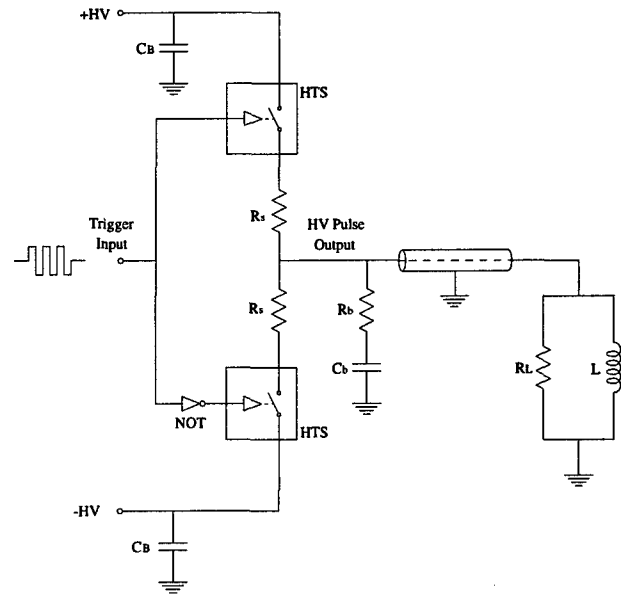 +HV
CB
HTS
Rs
Trigger
Input
HV Pulse
Output
Rs
Rb
Cb
RL
L
NOT
HTS
-HV
CB